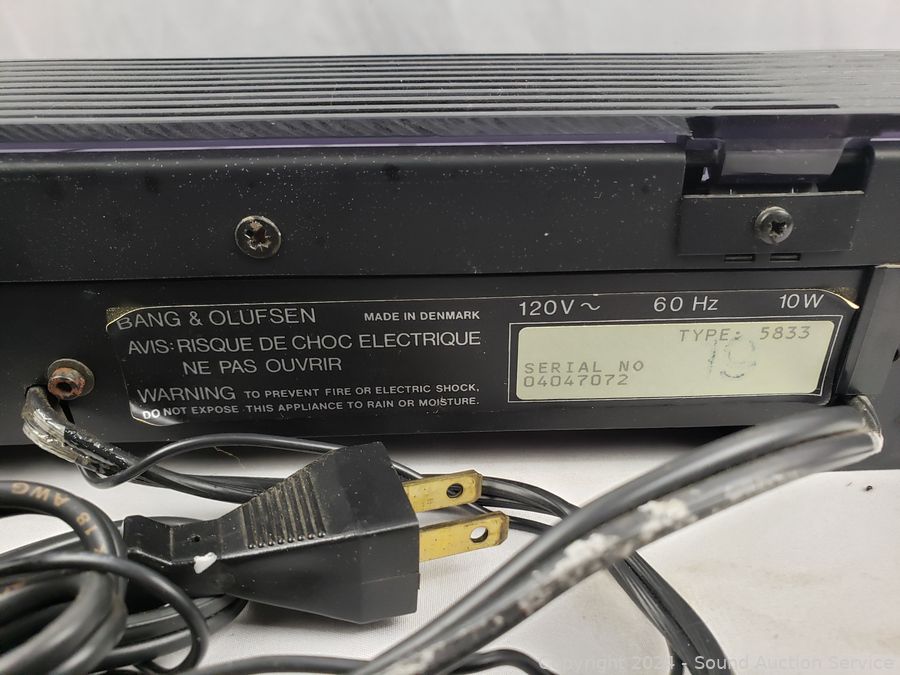 BANG & OLUFSEN MADE IN DENMARK
AVIS: RISQUE DE CHOC ELECTRIQUE
NE PAS OUVRIR
WARNING TO PREVENT FIRE OR ELECTRIC SHOCK,
DO NOT EXPOSE THIS APPLIANCE TO RAIN OR MOISTURE.
120V ~ 60 Hz 10W
TYPE: 5833
19
SERIAL NO
04047072
18 AWG
Copyright 2024 - Sound Auction Service